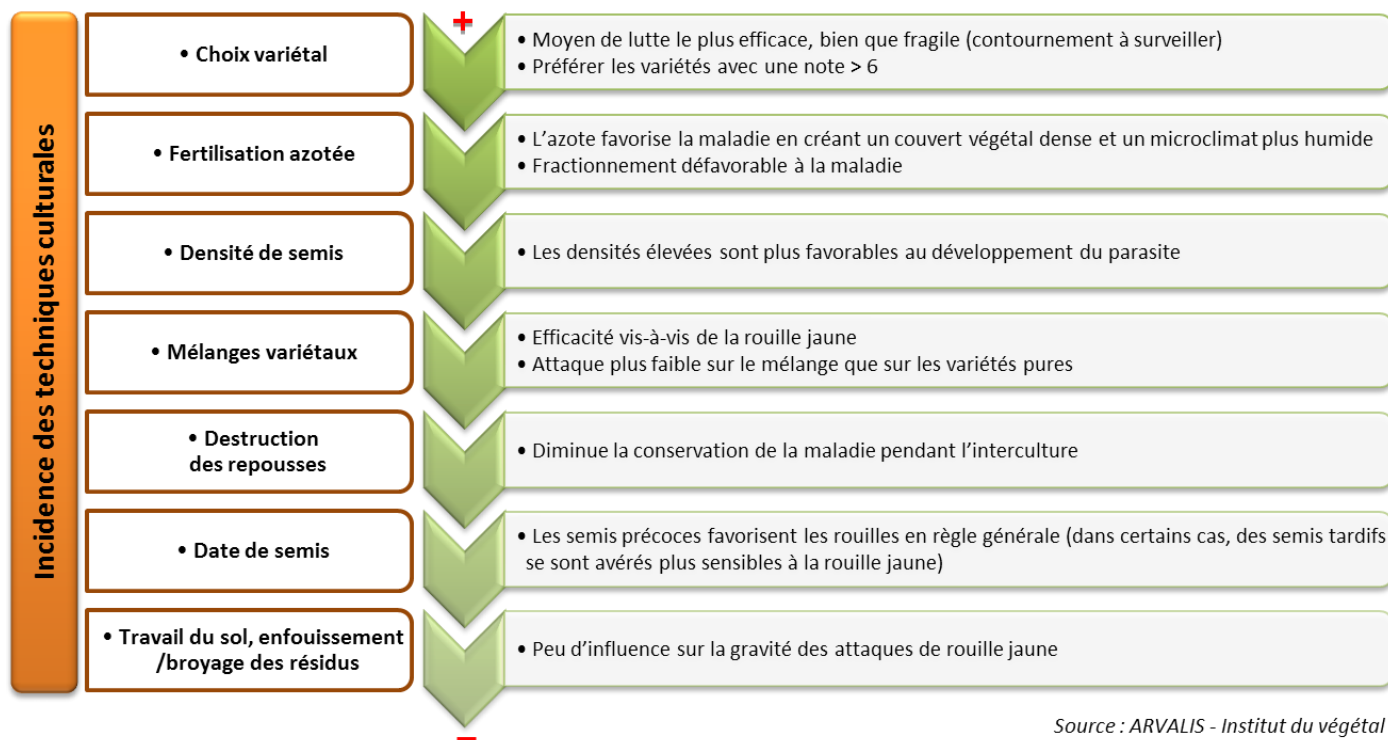 Incidence des techniques culturales
+
• Choix variétal
• Moyen de lutte le plus efficace, bien que fragile (contournement à surveiller)
• Préférer les variétés avec une note > 6
• Fertilisation azotée
• L’azote favorise la maladie en créant un couvert végétal dense et un microclimat plus humide
• Fractionnement défavorable à la maladie
• Densité de semis
• Les densités élevées sont plus favorables au développement du parasite
• Mélanges variétaux
• Efficacité vis-à-vis de la rouille jaune
• Attaque plus faible sur le mélange que sur les variétés pures
• Destruction
des repousses
• Diminue la conservation de la maladie pendant l’interculture
• Date de semis
• Les semis précoces favorisent les rouilles en règle générale (dans certains cas, des semis tardifs
se sont avérés plus sensibles à la rouille jaune)
• Travail du sol, enfouissement
/broyage des résidus
• Peu d’influence sur la gravité des attaques de rouille jaune
–
Source : ARVALIS - Institut du végétal